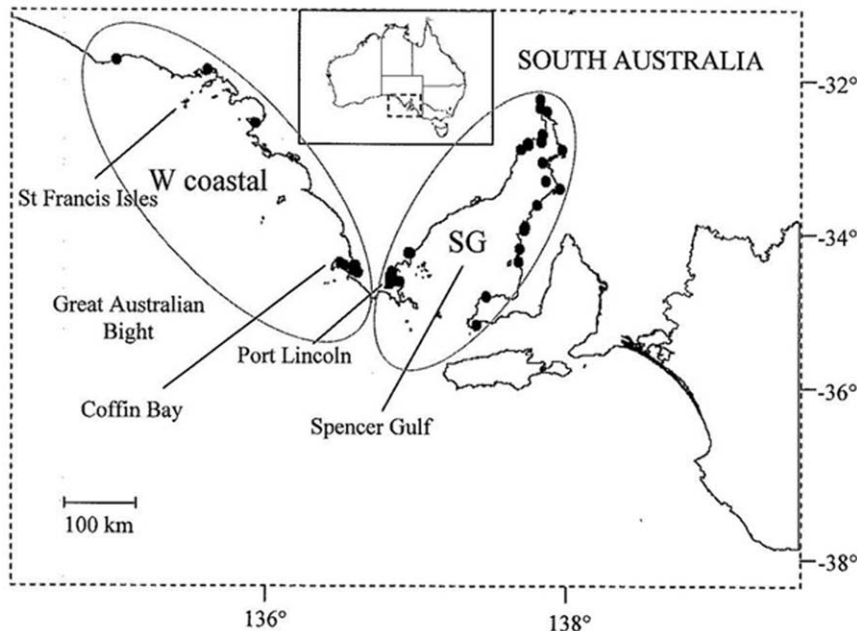 SOUTH AUSTRALIA
-32°
St Francis Isles
W coastal
SG
-34°
Great Australian
Bight
Port Lincoln
Coffin Bay
Spencer Gulf
-36°
100 km
-38°
136°
138°